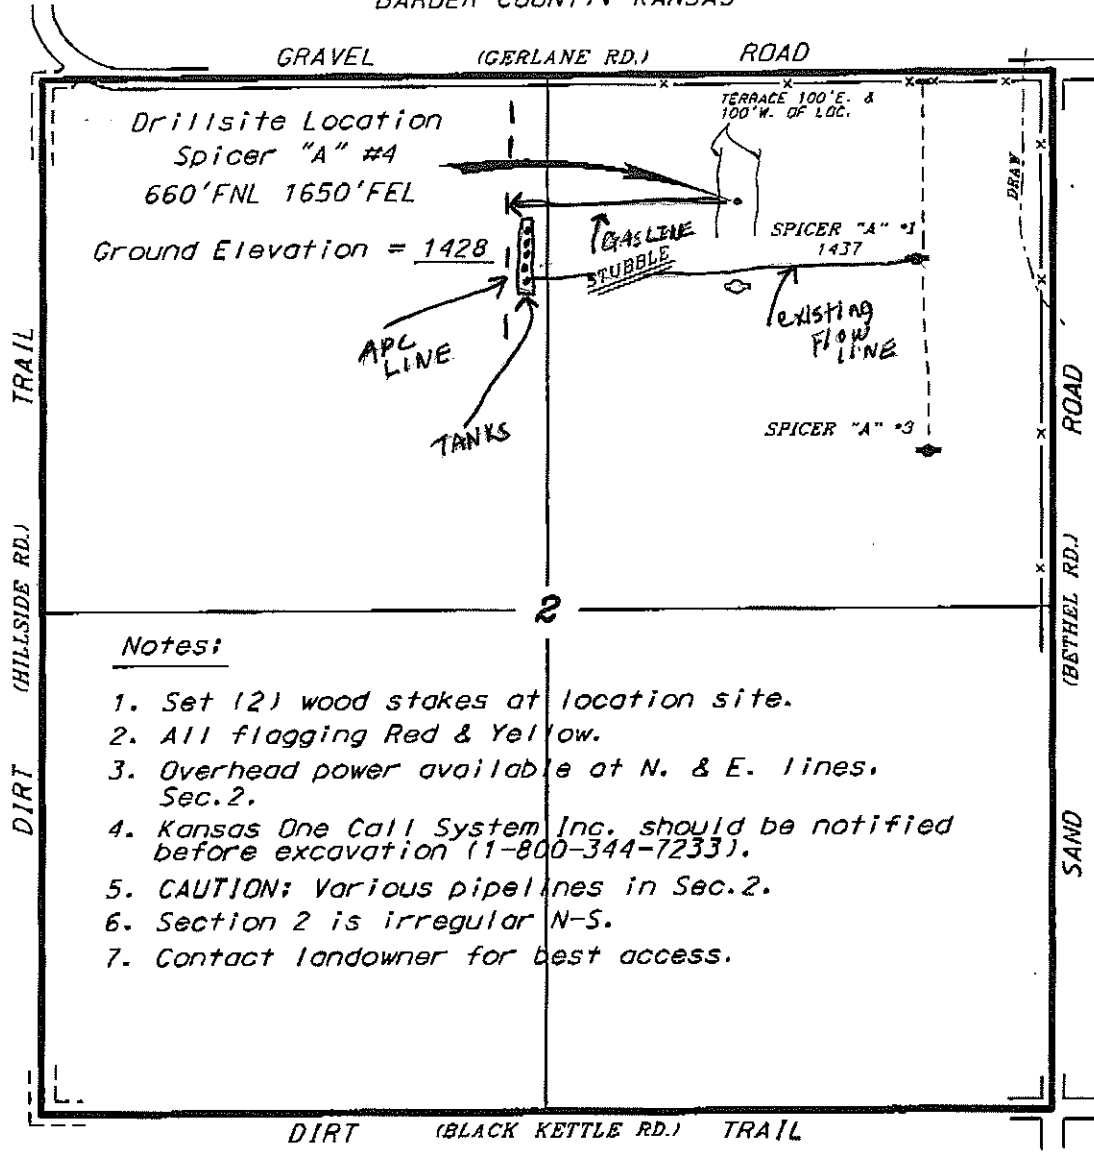 BARBER COUNTY, KANSAS
GRAVEL (GERLANE RD.) ROAD
TERRACE 100'E. &
100'W. OF LOC.
Drillsite Location
Spicer "A" #4
660'FNL 1650'FEL
Ground Elevation = 1428
DRAW
GASLINE
STUBBLE
SPICER "A" #1
1437
existing
Flow
LINE
APC
LINE
TANKS
SPICER "A" #3
TRAIL
(HILLSIDE RD.)
DIRT
ROAD
(BETHEL RD.)
SAND
2
Notes:
1. Set (2) wood stakes at location site.
2. All flagging Red & Yellow.
3. Overhead power available at N. & E. lines.
Sec.2.
4. Kansas One Call System Inc. should be notified
before excavation (1-800-344-7233).
5. CAUTION: Various pipelines in Sec.2.
6. Section 2 is irregular N-S.
7. Contact landowner for best access.
DIRT (BLACK KETTLE RD.) TRAIL